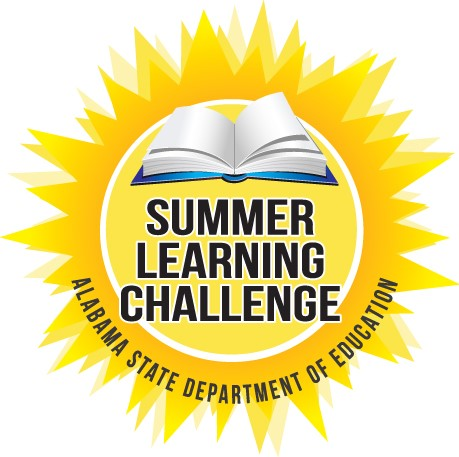 SUMMER
LEARNING
CHALLENGE
ALABAMA STATE DEPARTMENT OF EDUCATION